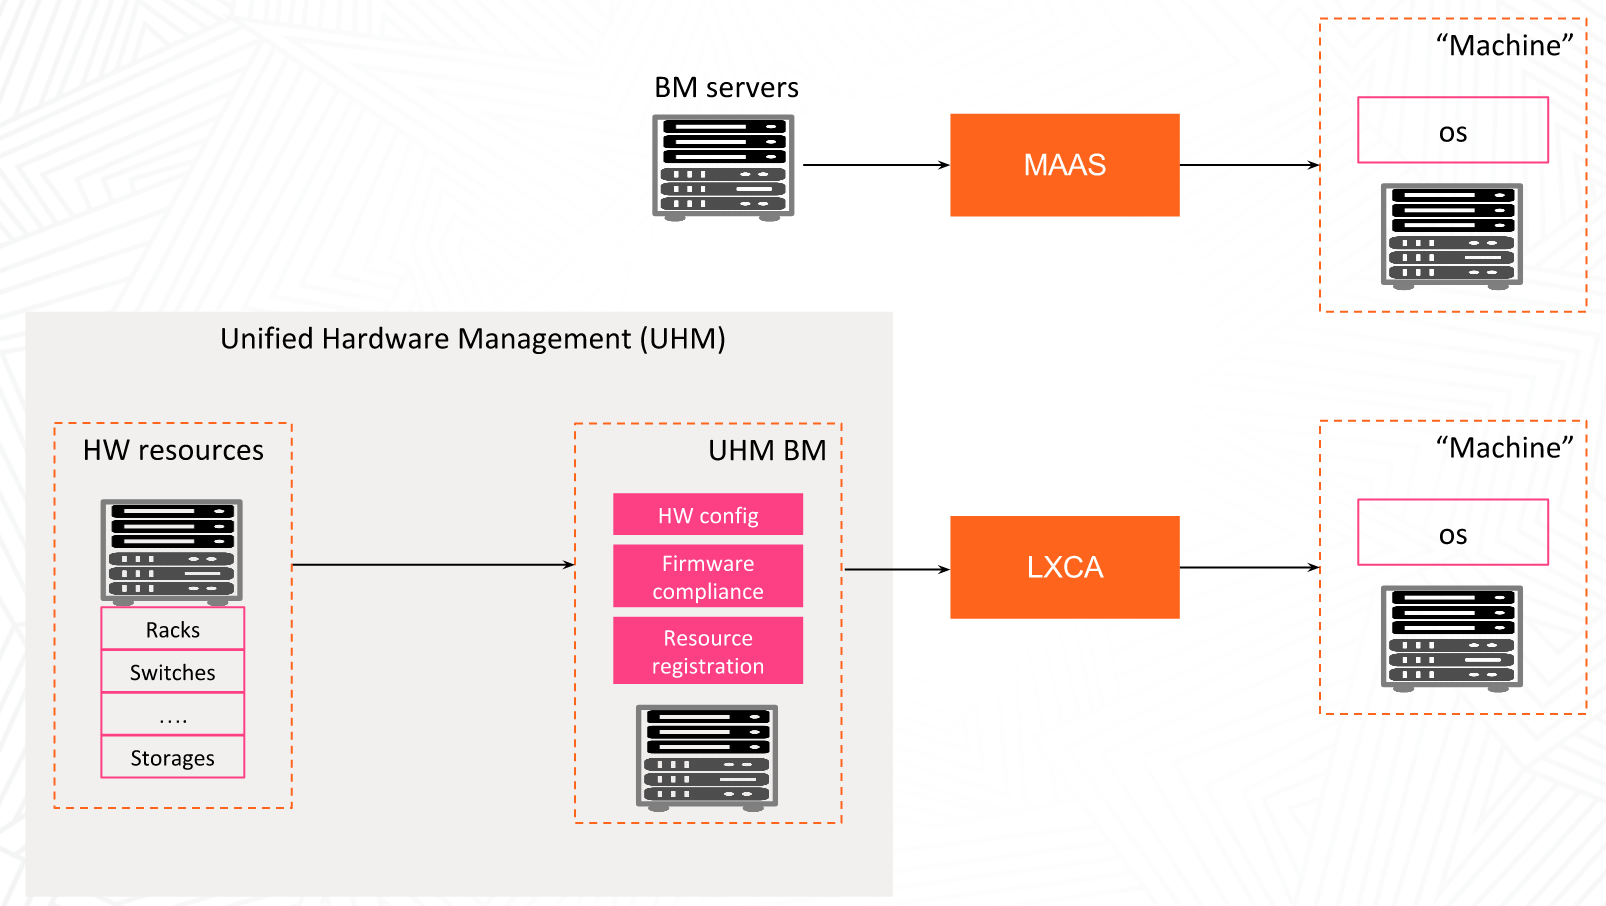 BM servers
MAAS
“Machine”
os
Unified Hardware Management (UHM)
HW resources
Racks
Switches
....
Storages
UHM BM
HW config
Firmware
compliance
Resource
registration
LXCA
“Machine”
os